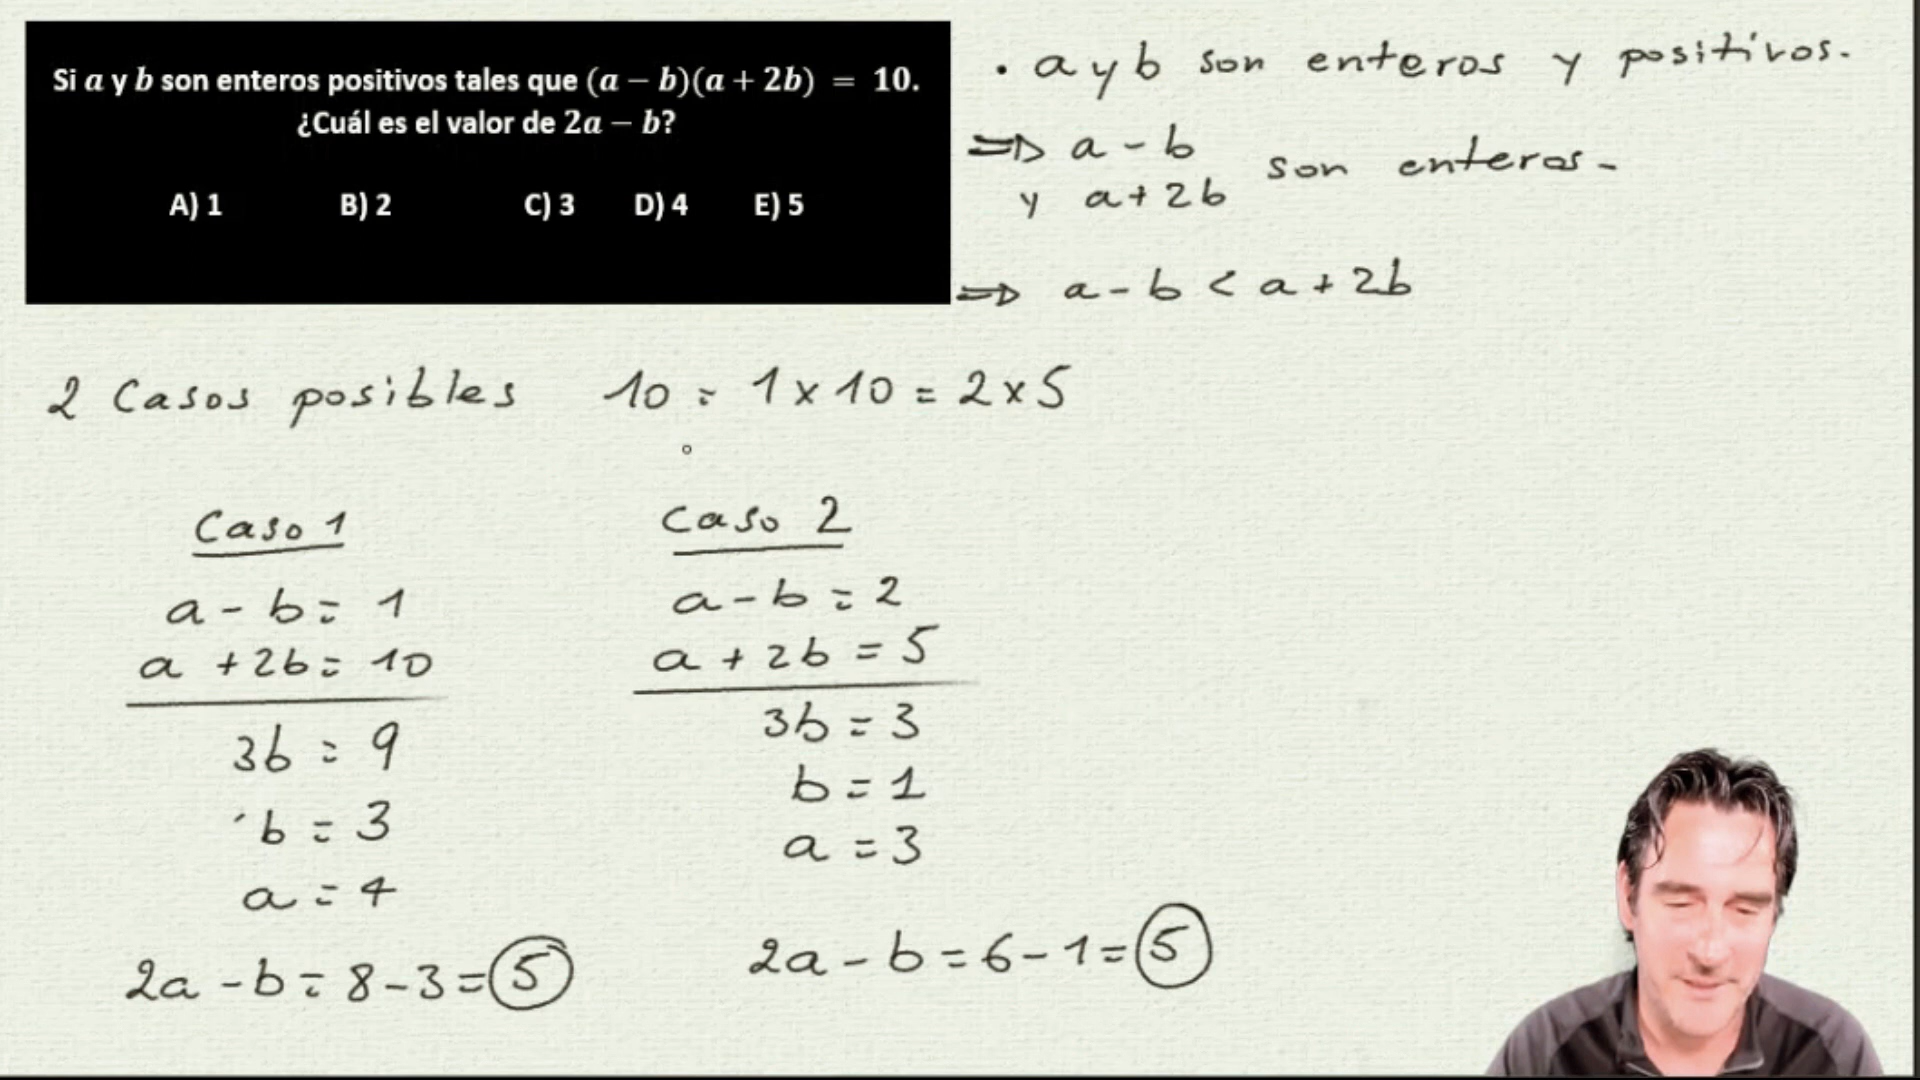 Si a y b son enteros positivos tales que (a − b)(a + 2b) = 10.
¿Cuál es el valor de 2a − b?
A) 1 B) 2 C) 3 D) 4 E) 5
. a y b son enteros y positivos.
⇒ a - b
y a + 2b son enteros -
⇒ a - b < a + 2b
2 Casos posibles 10 = 1 x 10 = 2 x 5
Caso 1
a - b = 1
a + 2b = 10
3b = 9
b = 3
a = 4
2a - b = 8 - 3 = 5
Caso 2
a - b = 2
a + 2b = 5
3b = 3
b = 1
a = 3
2a - b = 6 - 1 = 5